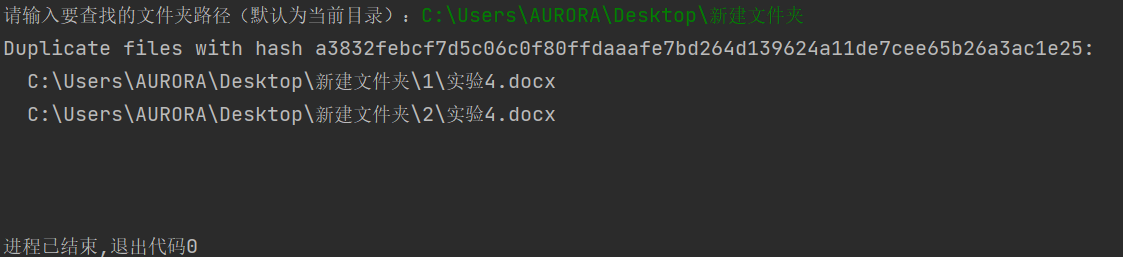 请输入要查找的文件夹路径（默认为当前目录）：C:\Users\AURORA\Desktop\新建文件夹
Duplicate files with hash a3832febcf7d5c06c0f80ffdaaafe7bd264d139624a11de7cee65b26a3ac1e25:
  C:\Users\AURORA\Desktop\新建文件夹\1\实验4.docx
  C:\Users\AURORA\Desktop\新建文件夹\2\实验4.docx
进程已结束,退出代码0